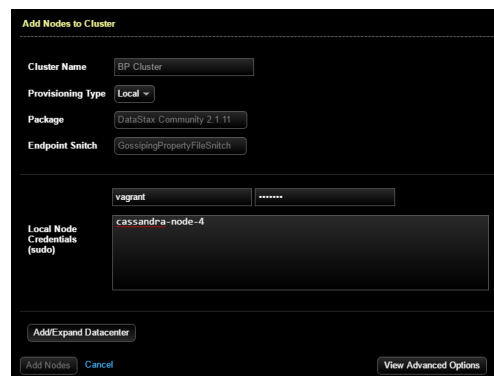 Add Nodes to Cluster
Cluster Name BP Cluster
Provisioning Type Local
Package DataStax Community 2.1.11
Endpoint Snitch GossipingPropertyFileSnitch
vagrant •••••••
Local Node
Credentials
(sudo)
cassandra-node-4
Add/Expand Datacenter
Add Nodes Cancel View Advanced Options